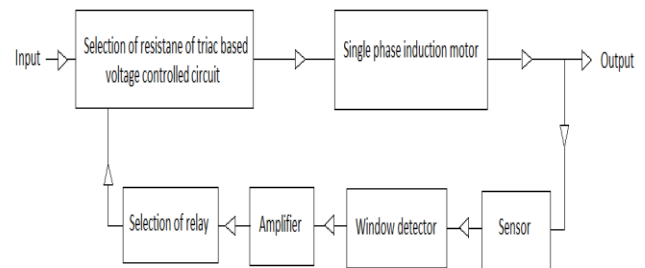 Input
Selection of resistane of triac based
voltage controlled circuit
Single phase induction motor
Output
Selection of relay
Amplifier
Window detector
Sensor